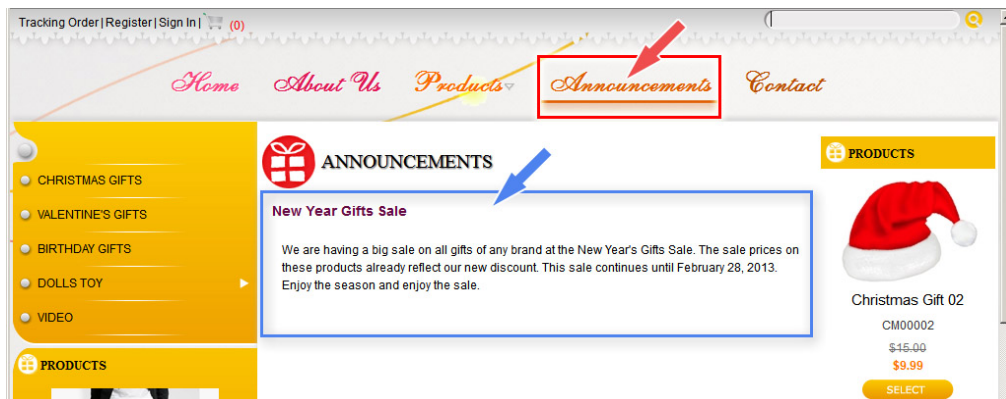 Tracking Order | Register | Sign In | (0)
Home About Us Products Announcements Contact
CHRISTMAS GIFTS
VALENTINE'S GIFTS
BIRTHDAY GIFTS
DOLLS TOY
VIDEO
PRODUCTS
ANNOUNCEMENTS
New Year Gifts Sale
We are having a big sale on all gifts of any brand at the New Year's Gifts Sale. The sale prices on
these products already reflect our new discount. This sale continues until February 28, 2013.
Enjoy the season and enjoy the sale.
PRODUCTS
Christmas Gift 02
CM00002
$15.00
$9.99
SELECT